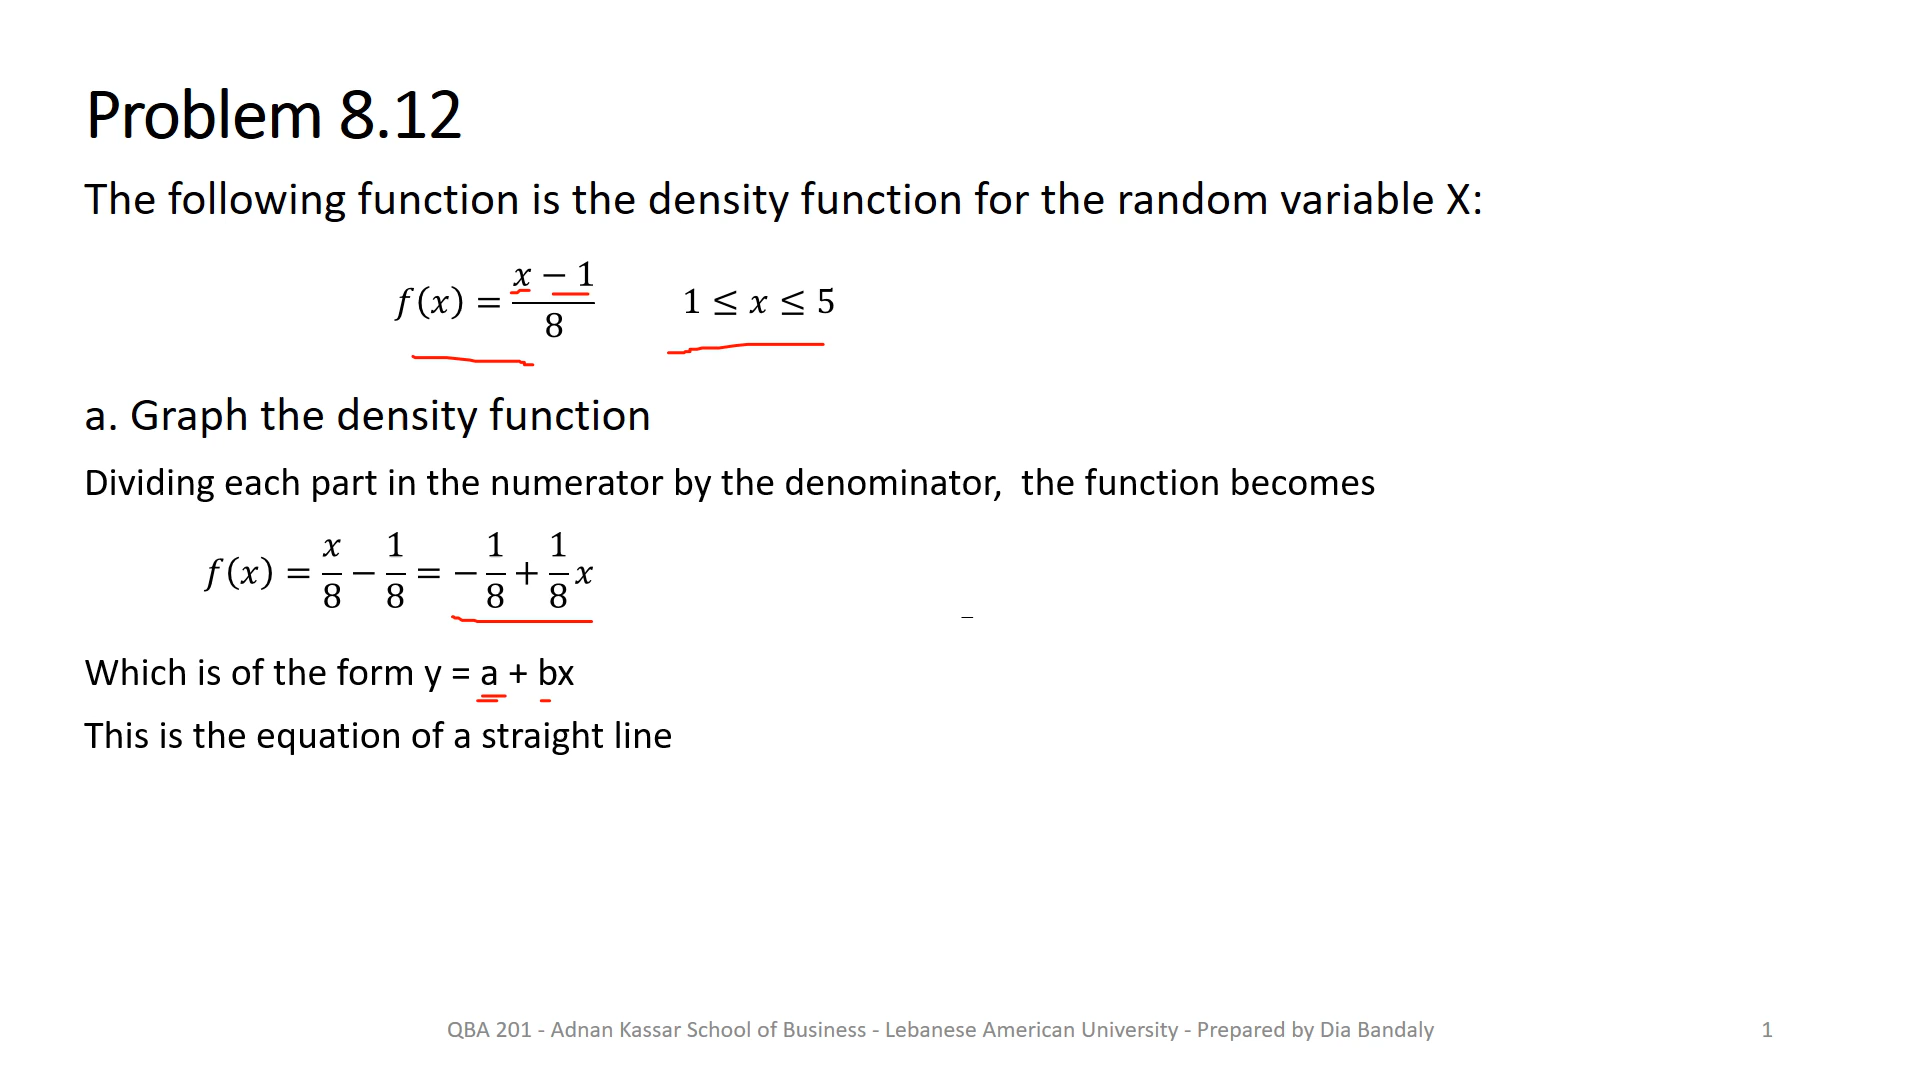 Problem 8.12
The following function is the density function for the random variable X:
f(x) = (x − 1)/8    1 ≤ x ≤ 5
a. Graph the density function
Dividing each part in the numerator by the denominator, the function becomes
f(x) = x/8 − 1/8 = −1/8 + 1/8 x
Which is of the form y = a + bx
This is the equation of a straight line
QBA 201 - Adnan Kassar School of Business - Lebanese American University - Prepared by Dia Bandaly 1